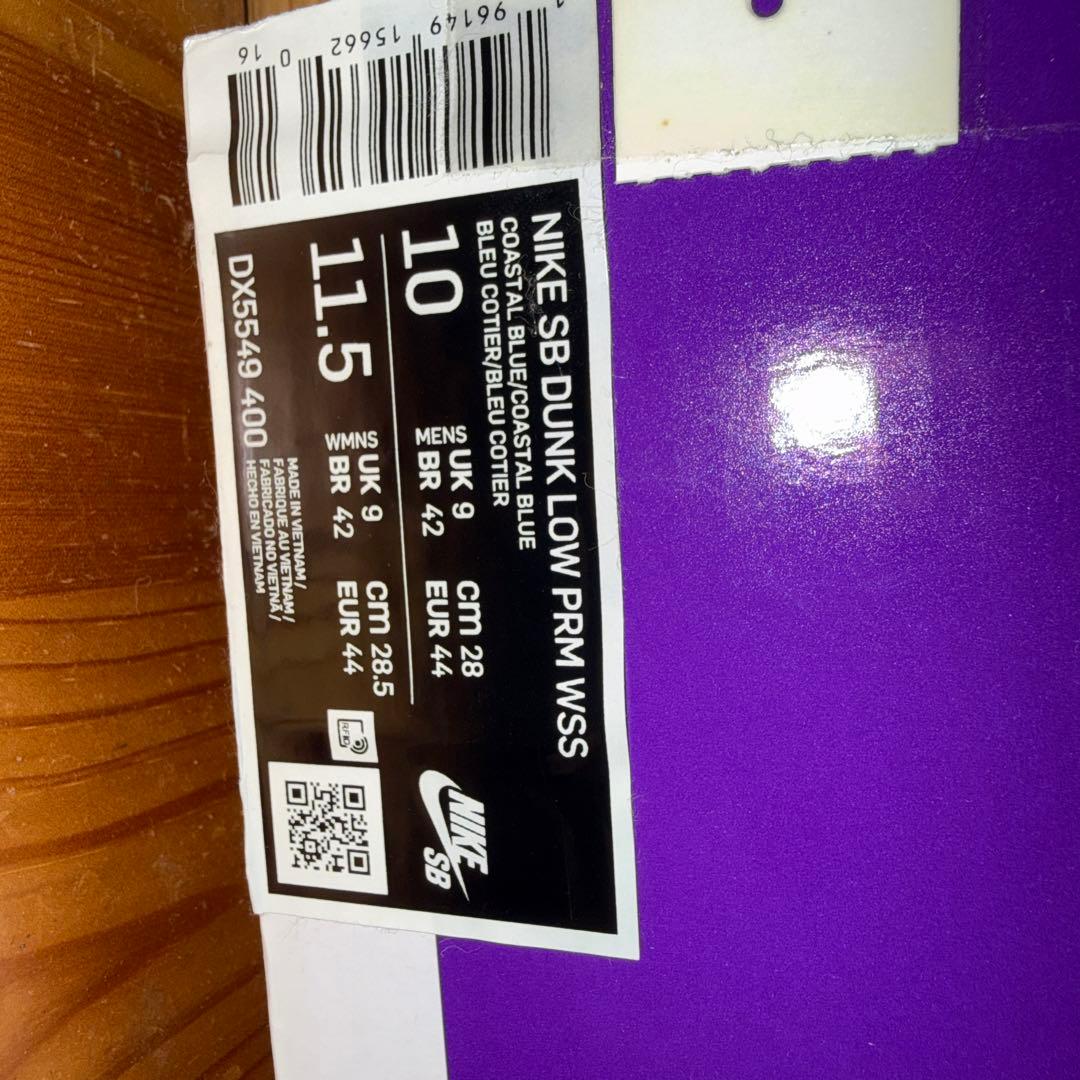 NIKE SB DUNK LOW PRM WSS
COASTAL BLUE/COASTAL BLUE
BLEU COTIER/BLEU COTIER
10
MENS
UK 9
cm 28
BR 42
EUR 44
11.5
WMNS
UK 9
cm 28.5
BR 42
EUR 44
DX5549 400
MADE IN VIETNAM /
FABRIQUE AU VIETNAM /
FABRICADO NO VIETNÃ /
HECHO EN VIETNAM
RFID
NIKE
SB
1 96149 15662 0 16